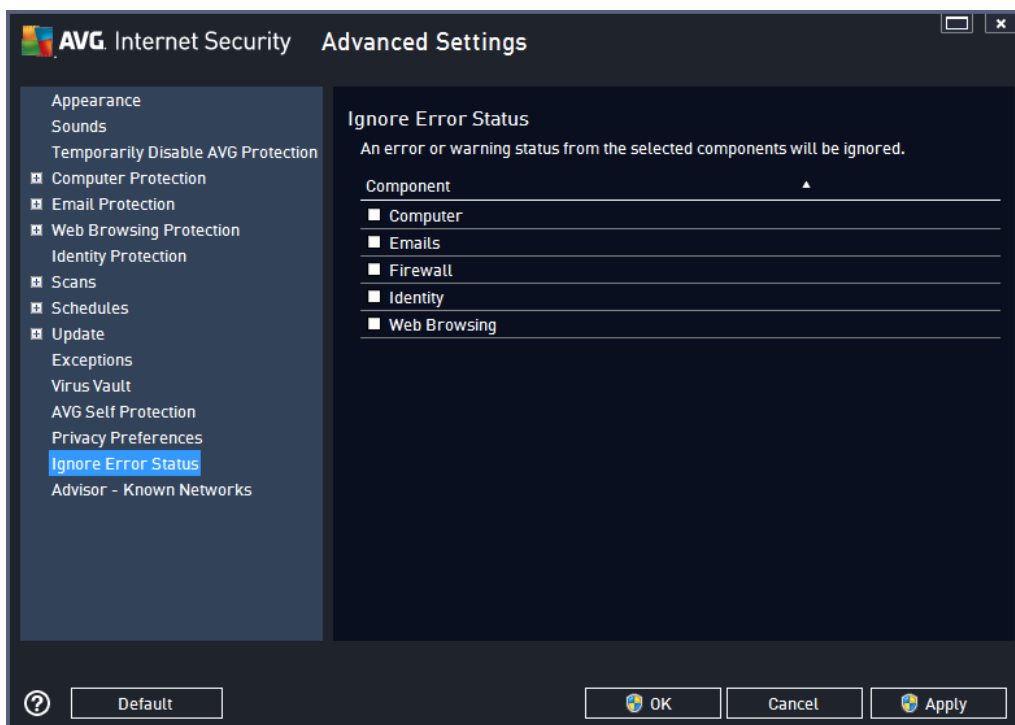 AVG. Internet Security Advanced Settings
Appearance
Sounds
Temporarily Disable AVG Protection
Computer Protection
Email Protection
Web Browsing Protection
Identity Protection
Scans
Schedules
Update
Exceptions
Virus Vault
AVG Self Protection
Privacy Preferences
Ignore Error Status
Advisor - Known Networks
Ignore Error Status
An error or warning status from the selected components will be ignored.
Component
Computer
Emails
Firewall
Identity
Web Browsing
? Default OK Cancel Apply